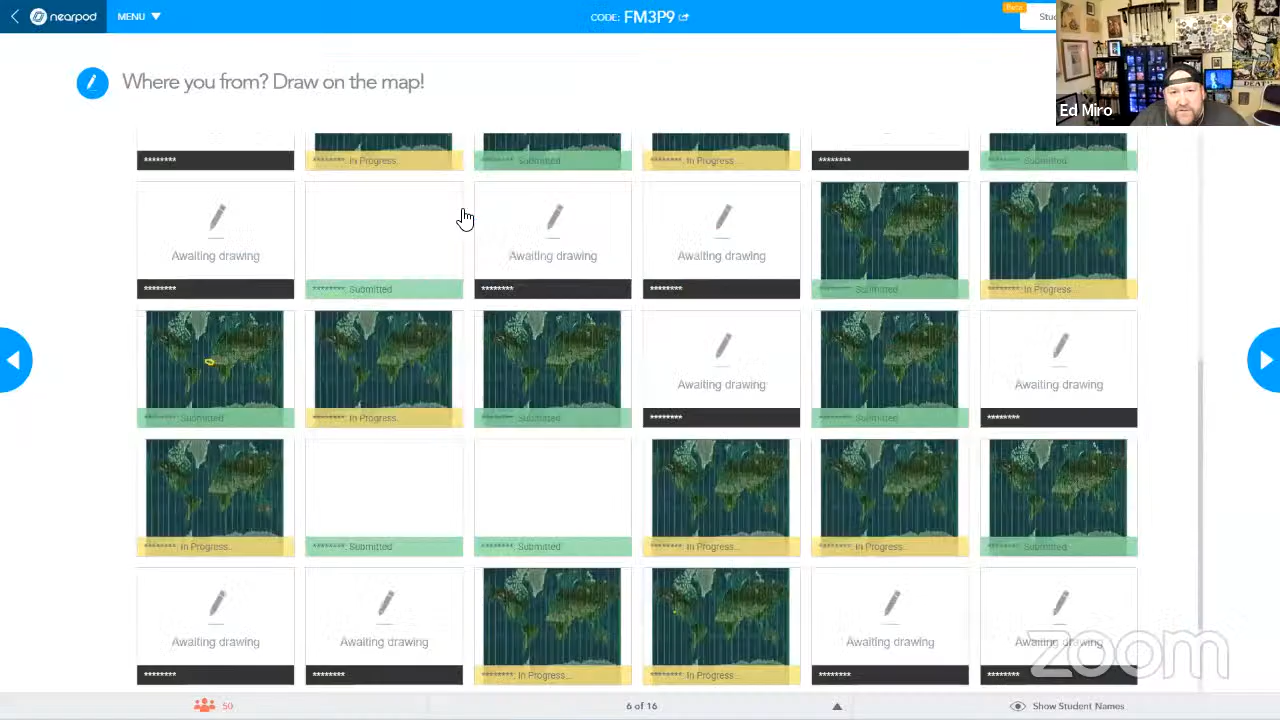 nearpod
MENU
CODE: FM3P9
Beta
Stu
Ed Miro
Where you from? Draw on the map!
********
******** In Progress..
******** Submitted
******** In Progress...
********
******** Submitted
Awaiting drawing
Awaiting drawing
Awaiting drawing
********
******** Submitted
********
********
******** Submitted
******** In Progress...
Awaiting drawing
Awaiting drawing
******** Submitted
******** In Progress..
******** Submitted
********
******** Submitted
********
******** In Progress..
******** Submitted
******** Submitted
******** In Progress...
******** In Progress...
******** Submitted
Awaiting drawing
Awaiting drawing
Awaiting drawing
Awaiting drawing
********
********
******** In Progress...
******** In Progress...
********
********
zoom
50
6 of 16
Show Student Names